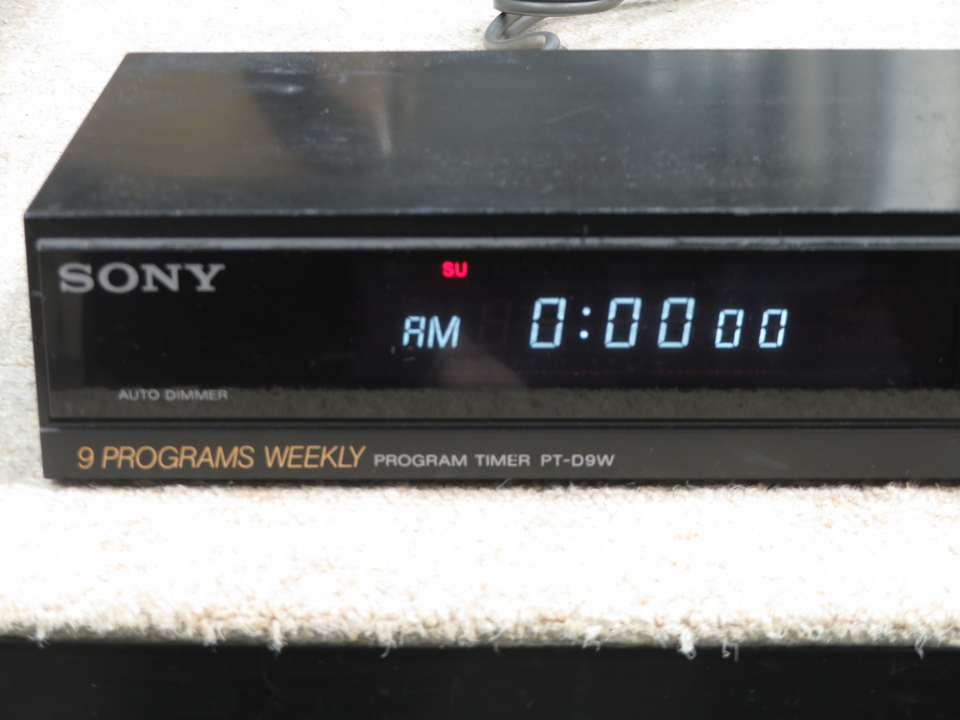 SONY
SU
AM 0:00 00
AUTO DIMMER
9 PROGRAMS WEEKLY PROGRAM TIMER PT-D9W